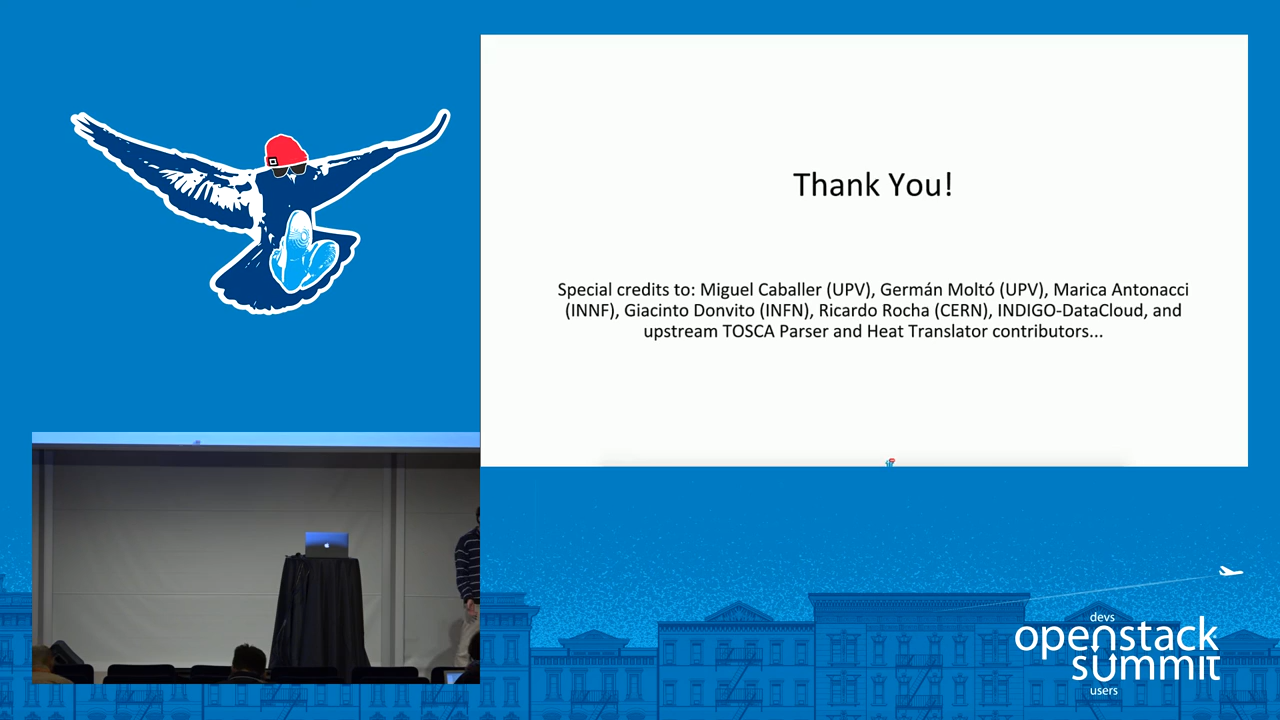 Thank You!
Special credits to: Miguel Caballer (UPV), Germán Moltó (UPV), Marica Antonacci
(INNF), Giacinto Donvito (INFN), Ricardo Rocha (CERN), INDIGO-DataCloud, and
upstream TOSCA Parser and Heat Translator contributors...
devs
openstack
summit
users